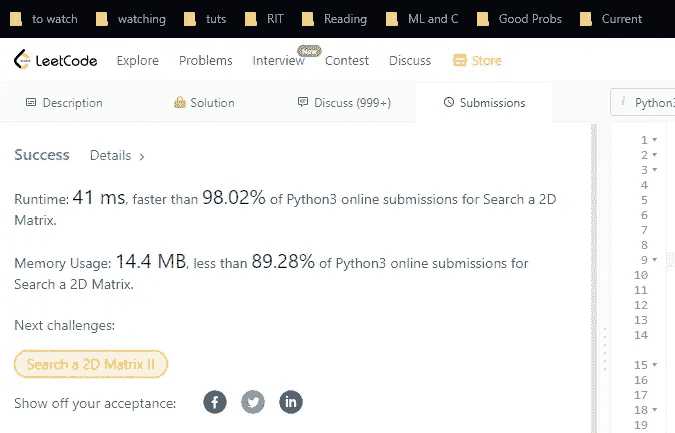 to watch watching tuts RIT Reading ML and C Good Probs Current
LeetCode Explore Problems Interview New Contest Discuss Store
Description Solution Discuss (999+) Submissions i Python3
Success Details >
Runtime: 41 ms, faster than 98.02% of Python3 online submissions for Search a 2D
Matrix.
Memory Usage: 14.4 MB, less than 89.28% of Python3 online submissions for
Search a 2D Matrix.
Next challenges:
Search a 2D Matrix II
Show off your acceptance:
1
2
3
4
5
6
7
8
9
10
11
12
13
14
15
16
17
18
19